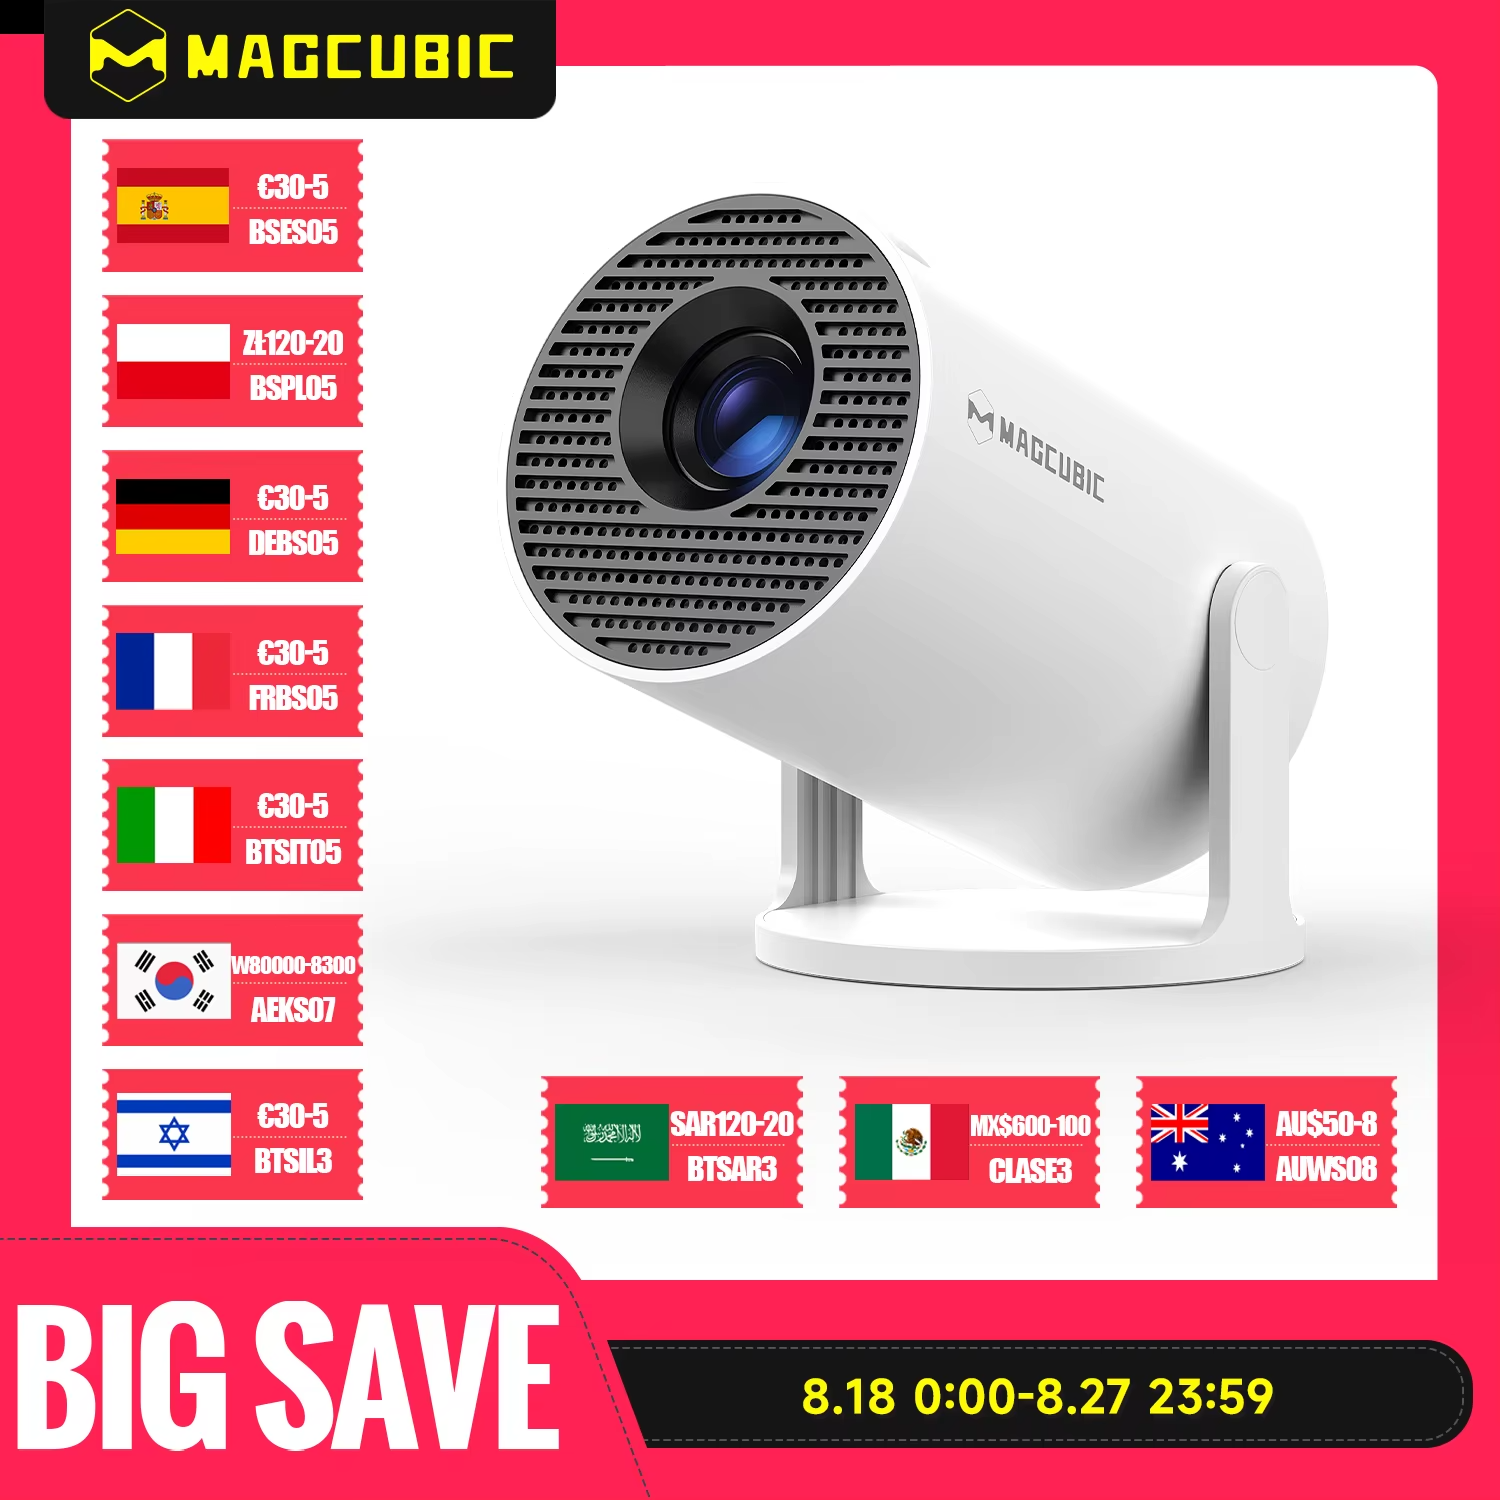 MAGCUBIC
€30-5
BSES05
ZŁ120-20
BSPL05
€30-5
DEBS05
€30-5
FRBS05
€30-5
BTSIT05
W80000-8300
AEKS07
€30-5
BTSIL3
MAGCUBIC
SAR120-20
BTSAR3
MX$600-100
CLASE3
AU$50-8
AUWS08
BIG SAVE
8.18 0:00-8.27 23:59